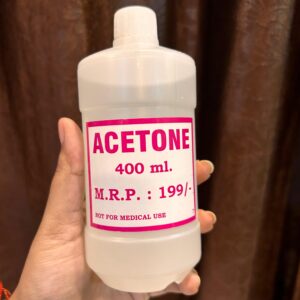 ACETONE
400 ml.
M.R.P. : 199/-
NOT FOR MEDICAL USE